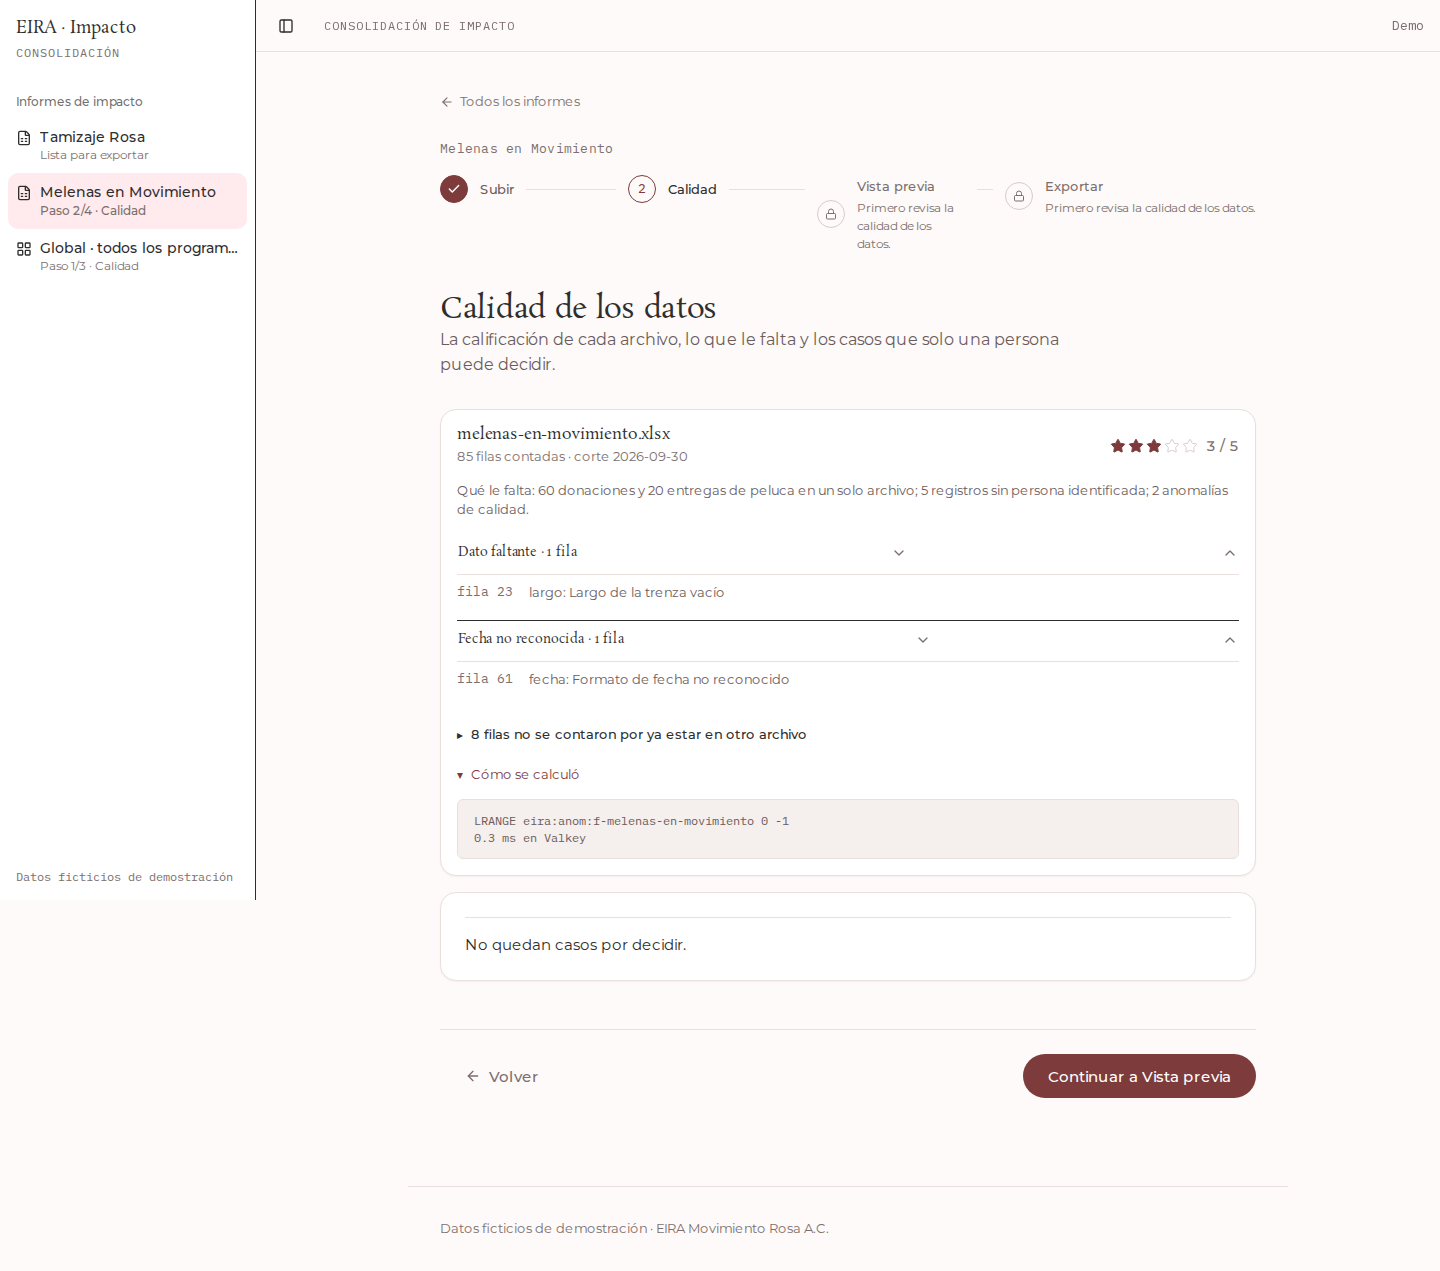 EIRA · Impacto
CONSOLIDACIÓN
Informes de impacto
Tamizaje Rosa
Lista para exportar
Melenas en Movimiento
Paso 2/4 · Calidad
Global · todos los program...
Paso 1/3 · Calidad
Datos ficticios de demostración
CONSOLIDACIÓN DE IMPACTO
Demo
Todos los informes
Melenas en Movimiento
Subir
2 Calidad
Vista previa
Primero revisa la
calidad de los
datos.
Exportar
Primero revisa la calidad de los datos.
Calidad de los datos
La calificación de cada archivo, lo que le falta y los casos que solo una persona
puede decidir.
melenas-en-movimiento.xlsx
85 filas contadas · corte 2026-09-30
3 / 5
Qué le falta: 60 donaciones y 20 entregas de peluca en un solo archivo; 5 registros sin persona identificada; 2 anomalías
de calidad.
Dato faltante · 1 fila
fila 23 largo: Largo de la trenza vacío
Fecha no reconocida · 1 fila
fila 61 fecha: Formato de fecha no reconocido
8 filas no se contaron por ya estar en otro archivo
Cómo se calculó
LRANGE eira:anom:f-melenas-en-movimiento 0 -1
0.3 ms en Valkey
No quedan casos por decidir.
Volver
Continuar a Vista previa
Datos ficticios de demostración · EIRA Movimiento Rosa A.C.